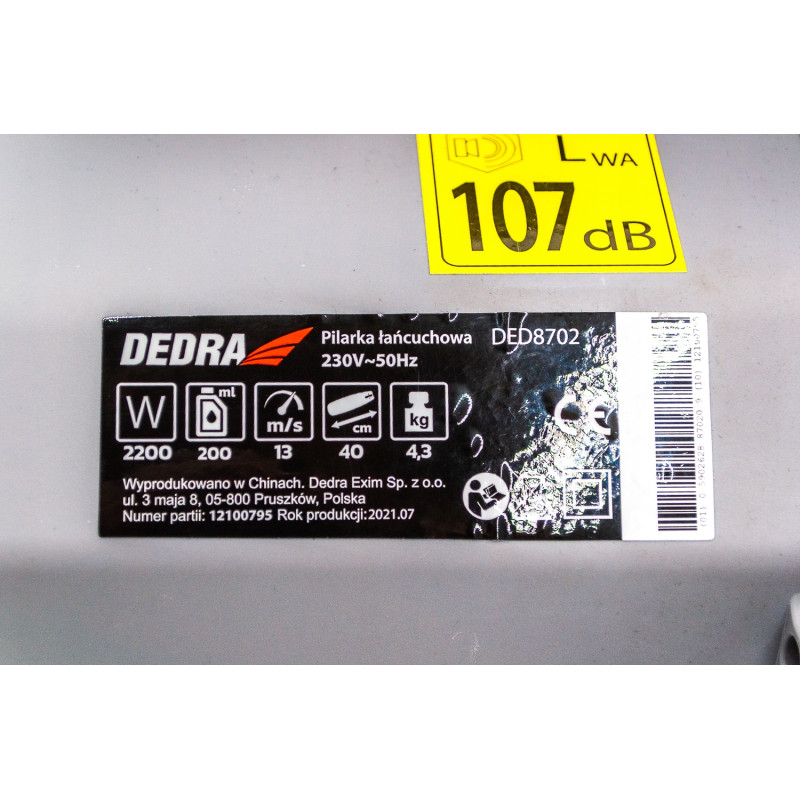 L WA
107 dB
DEDRA
Pilarka łańcuchowa DED8702
230V~50Hz
W ml m/s cm kg
2200 200 13 40 4,3
CE
Wyprodukowano w Chinach. Dedra Exim Sp. z o.o.
ul. 3 maja 8, 05-800 Pruszków, Polska
Numer partii: 12100795 Rok produkcji:2021.07